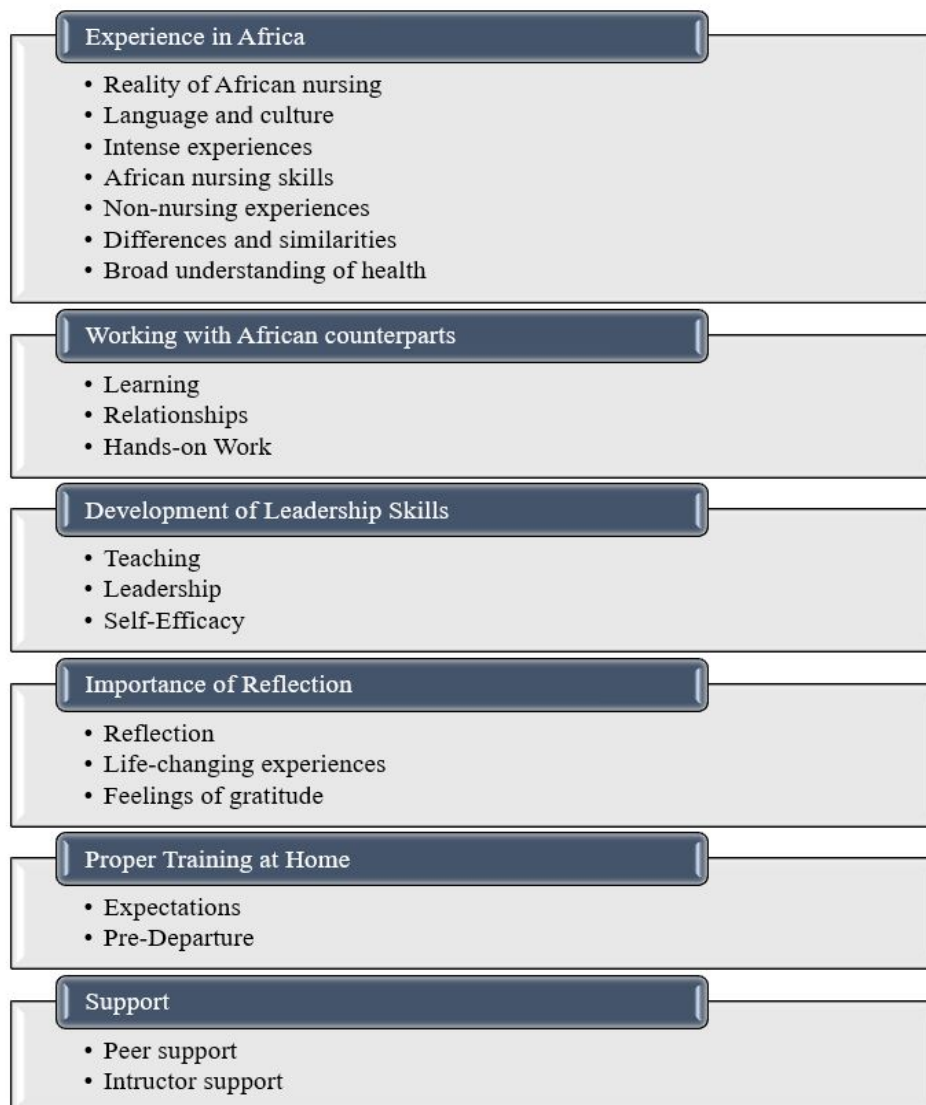 Experience in Africa
• Reality of African nursing
• Language and culture
• Intense experiences
• African nursing skills
• Non-nursing experiences
• Differences and similarities
• Broad understanding of health
Working with African counterparts
• Learning
• Relationships
• Hands-on Work
Development of Leadership Skills
• Teaching
• Leadership
• Self-Efficacy
Importance of Reflection
• Reflection
• Life-changing experiences
• Feelings of gratitude
Proper Training at Home
• Expectations
• Pre-Departure
Support
• Peer support
• Intructor support